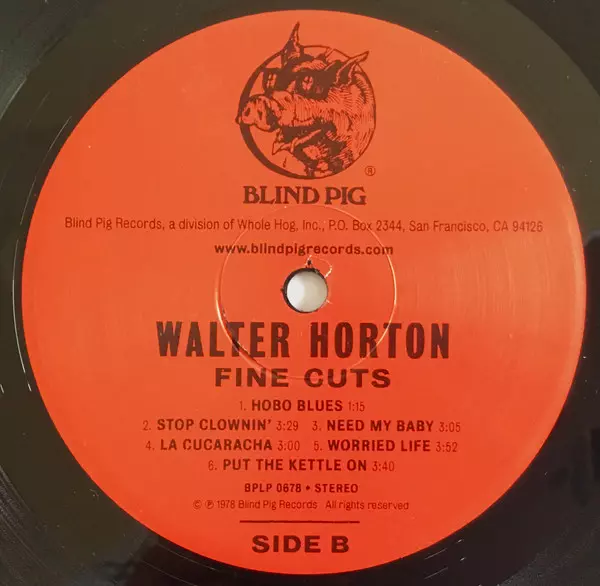 ®
BLIND PIG
Blind Pig Records, a division of Whole Hog, Inc., P.O. Box 2344, San Francisco, CA 94126
www.blindpigrecords.com
WALTER HORTON
FINE CUTS
1. HOBO BLUES 1:15
2. STOP CLOWNIN' 3:29 3. NEED MY BABY 3:05
4. LA CUCARACHA 3:00 5. WORRIED LIFE 3:52
6. PUT THE KETTLE ON 3:40
BPLP 0678 • STEREO
© ℗ 1978 Blind Pig Records All rights reserved
SIDE B